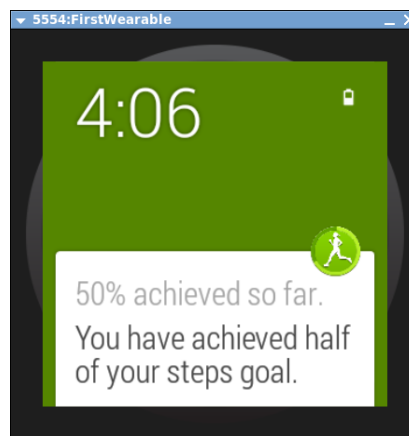 5554:FirstWearable
4:06
50% achieved so far.
You have achieved half
of your steps goal.